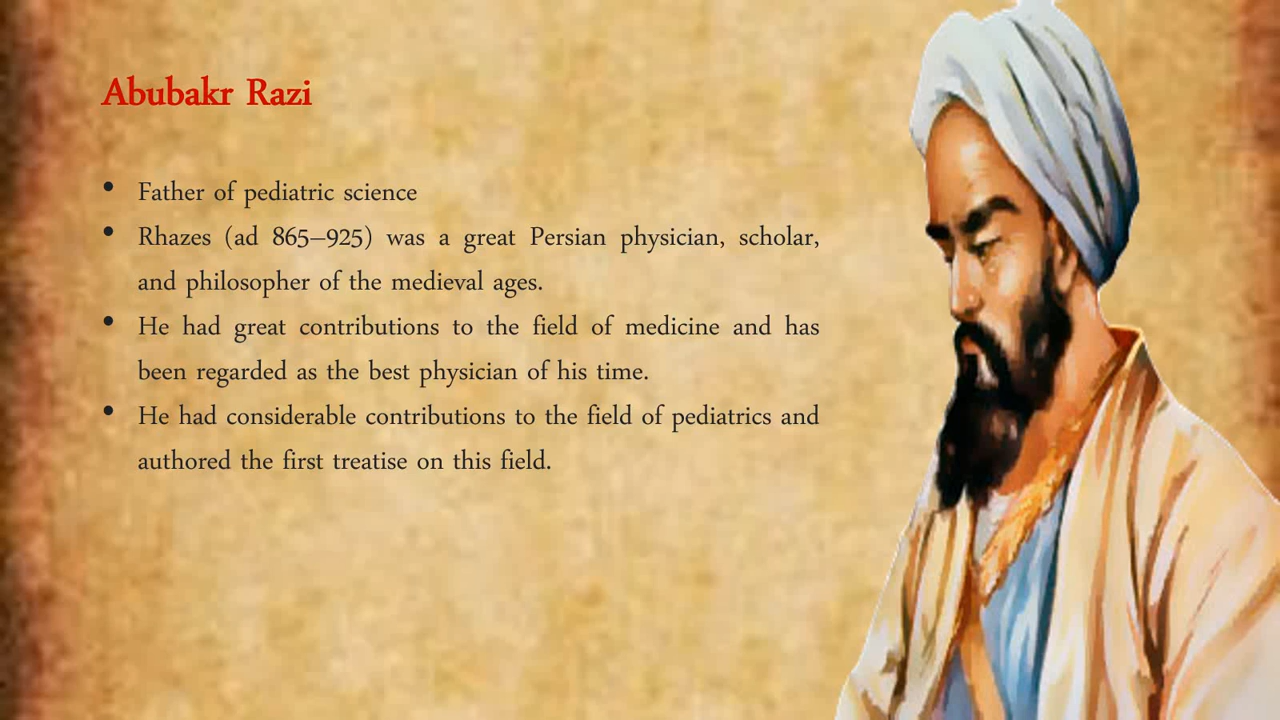 Abubakr Razi
• Father of pediatric science
• Rhazes (ad 865–925) was a great Persian physician, scholar,
and philosopher of the medieval ages.
• He had great contributions to the field of medicine and has
been regarded as the best physician of his time.
• He had considerable contributions to the field of pediatrics and
authored the first treatise on this field.